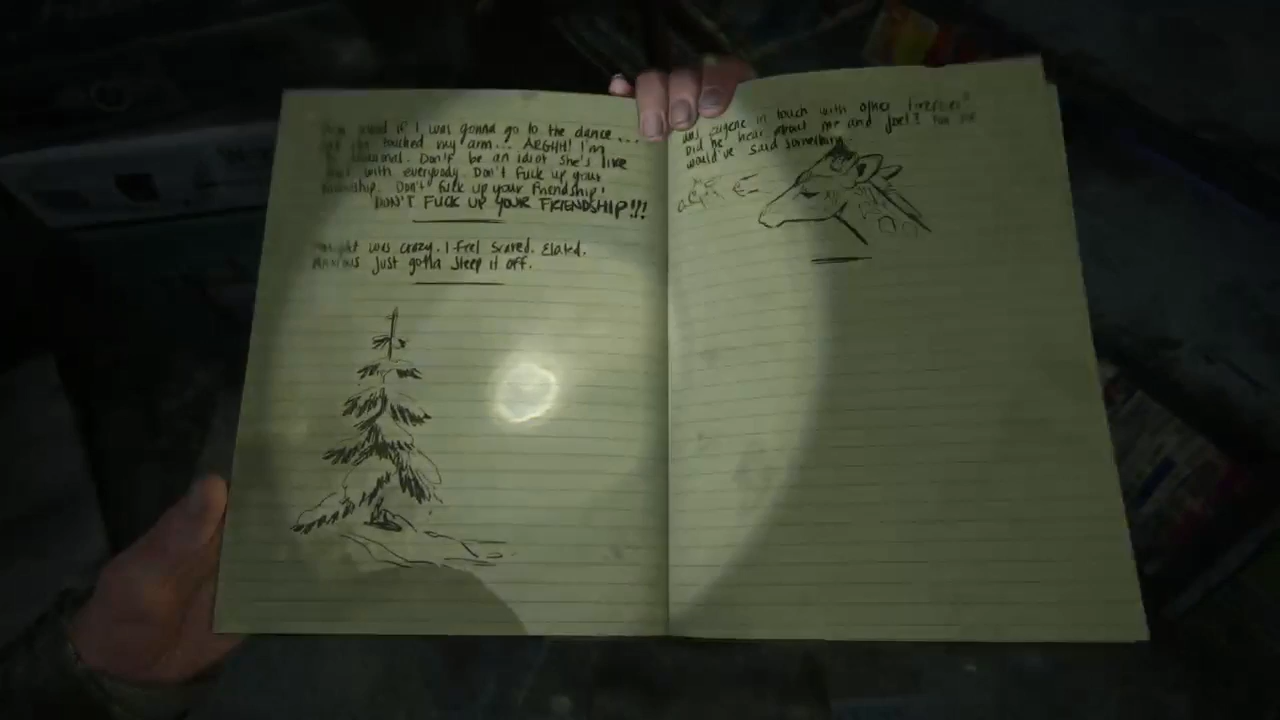 if I was gonna go to the dance...
touched my arm...? ARGHH! I'm
Don't be an idiot she's like
with everybody. Don't fuck up your
Don't fuck up your friendship!
DON'T FUCK UP YOUR FRIENDSHIP!!!
was crazy. I feel scared. Elated.
just gotta sleep it off.
was Eugene in touch with other fireflies?
Did he hear about me and Joel?
would've said something.